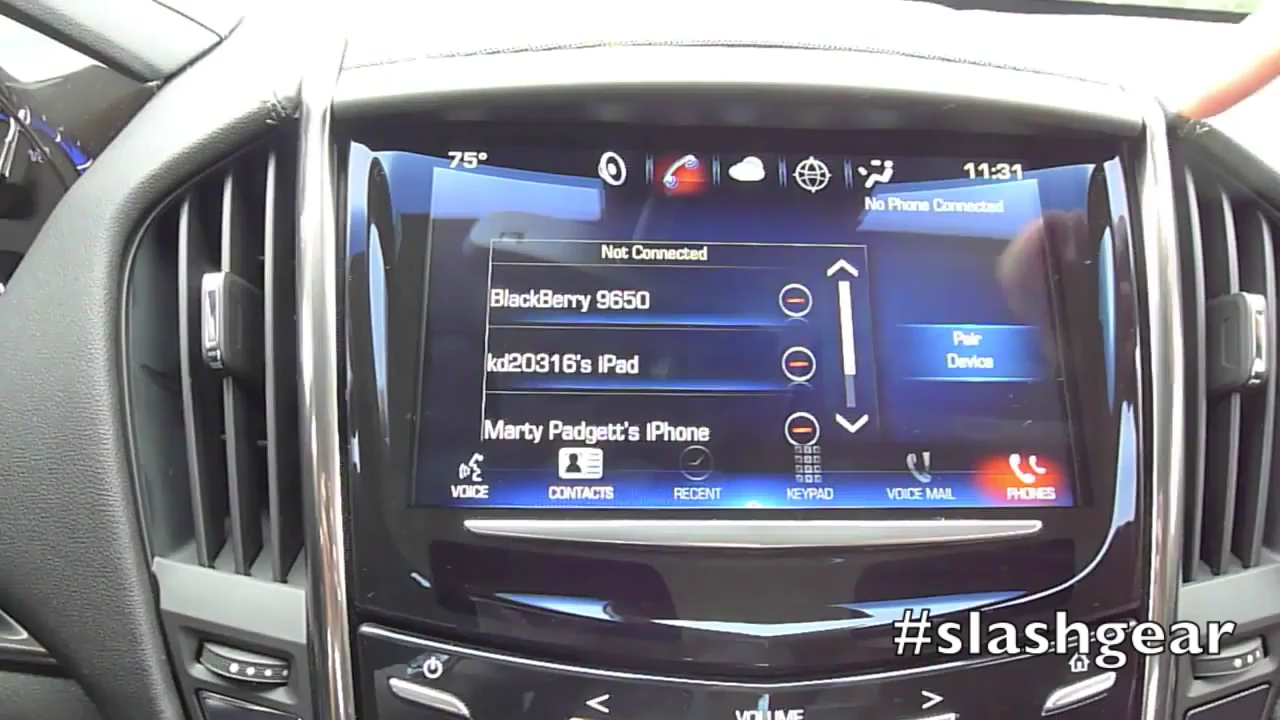 75°
11:31
No Phone Connected
Not Connected
BlackBerry 9650
kd20316's iPad
Marty Padgett's iPhone
Pair
Device
VOICE
CONTACTS
RECENT
KEYPAD
VOICE MAIL
PHONES
#slashgear
VOLUME